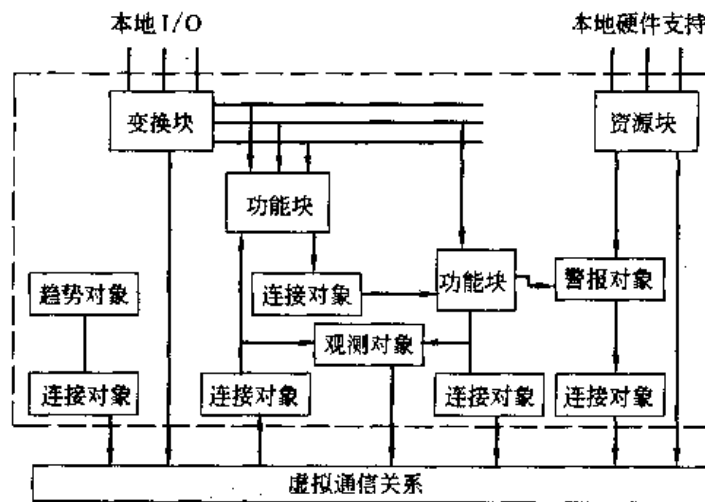 本地I/O
本地硬件支持
变换块
资源块
功能块
趋势对象
连接对象
功能块
警报对象
观测对象
连接对象
连接对象
连接对象
连接对象
虚拟通信关系